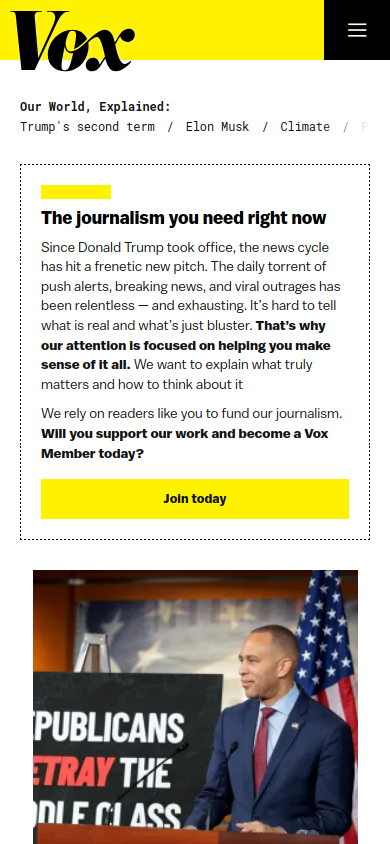 Vox
Our World, Explained:
Trump's second term / Elon Musk / Climate /
The journalism you need right now
Since Donald Trump took office, the news cycle
has hit a frenetic new pitch. The daily torrent of
push alerts, breaking news, and viral outrages has
been relentless — and exhausting. It's hard to tell
what is real and what's just bluster. That's why
our attention is focused on helping you make
sense of it all. We want to explain what truly
matters and how to think about it
We rely on readers like you to fund our journalism.
Will you support our work and become a Vox
Member today?
Join today
PUBLICANS
ETRAY THE
DDLE CLASS